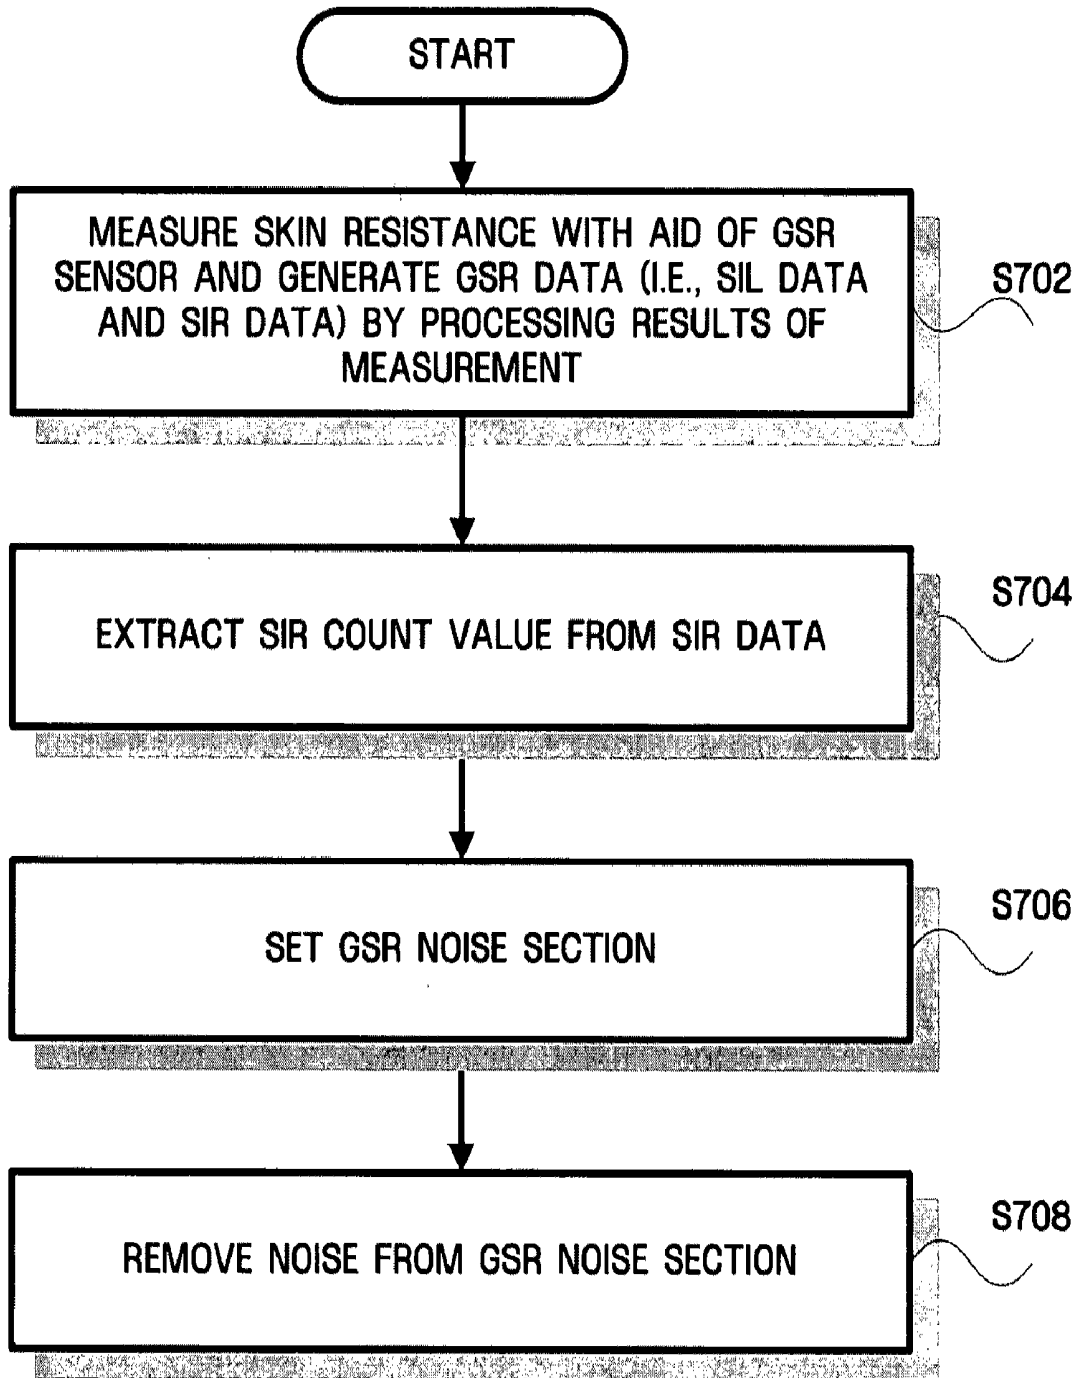 START
MEASURE SKIN RESISTANCE WITH AID OF GSR
SENSOR AND GENERATE GSR DATA (I.E., SIL DATA
AND SIR DATA) BY PROCESSING RESULTS OF
MEASUREMENT
S702
EXTRACT SIR COUNT VALUE FROM SIR DATA
S704
SET GSR NOISE SECTION
S706
REMOVE NOISE FROM GSR NOISE SECTION
S708